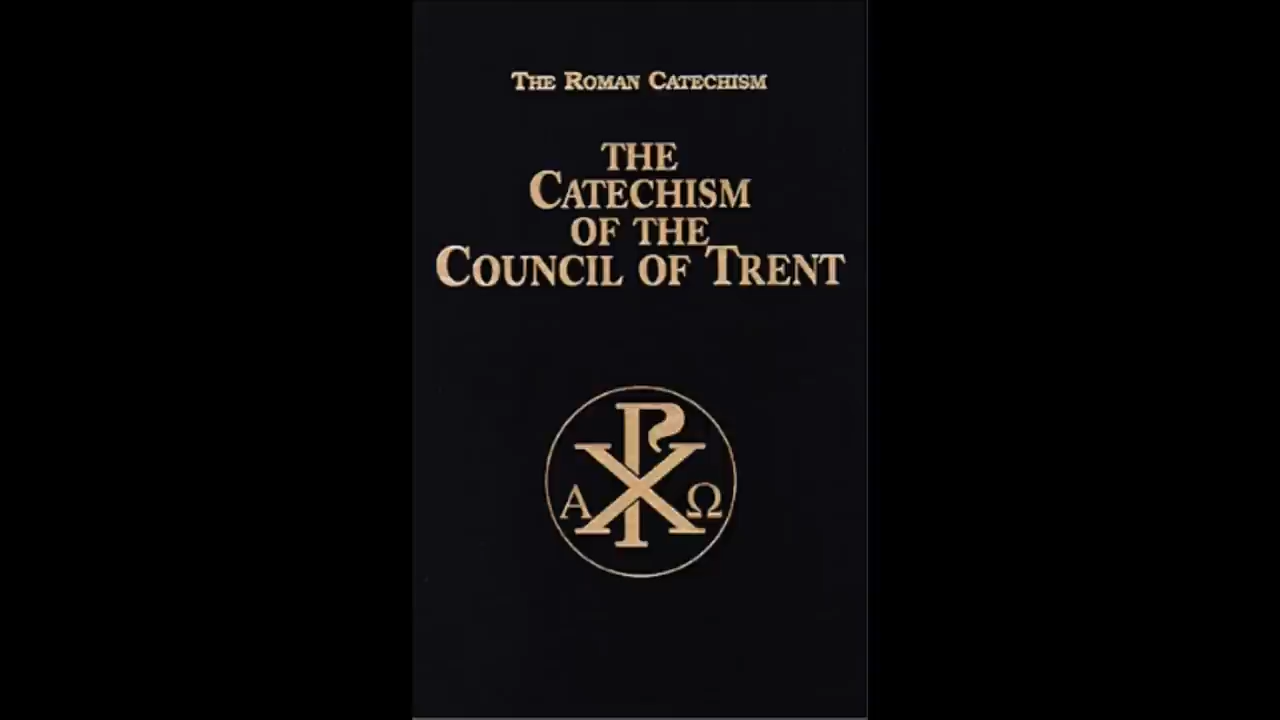 THE ROMAN CATECHISM
THE
CATECHISM
OF THE
COUNCIL OF TRENT
Α Ω